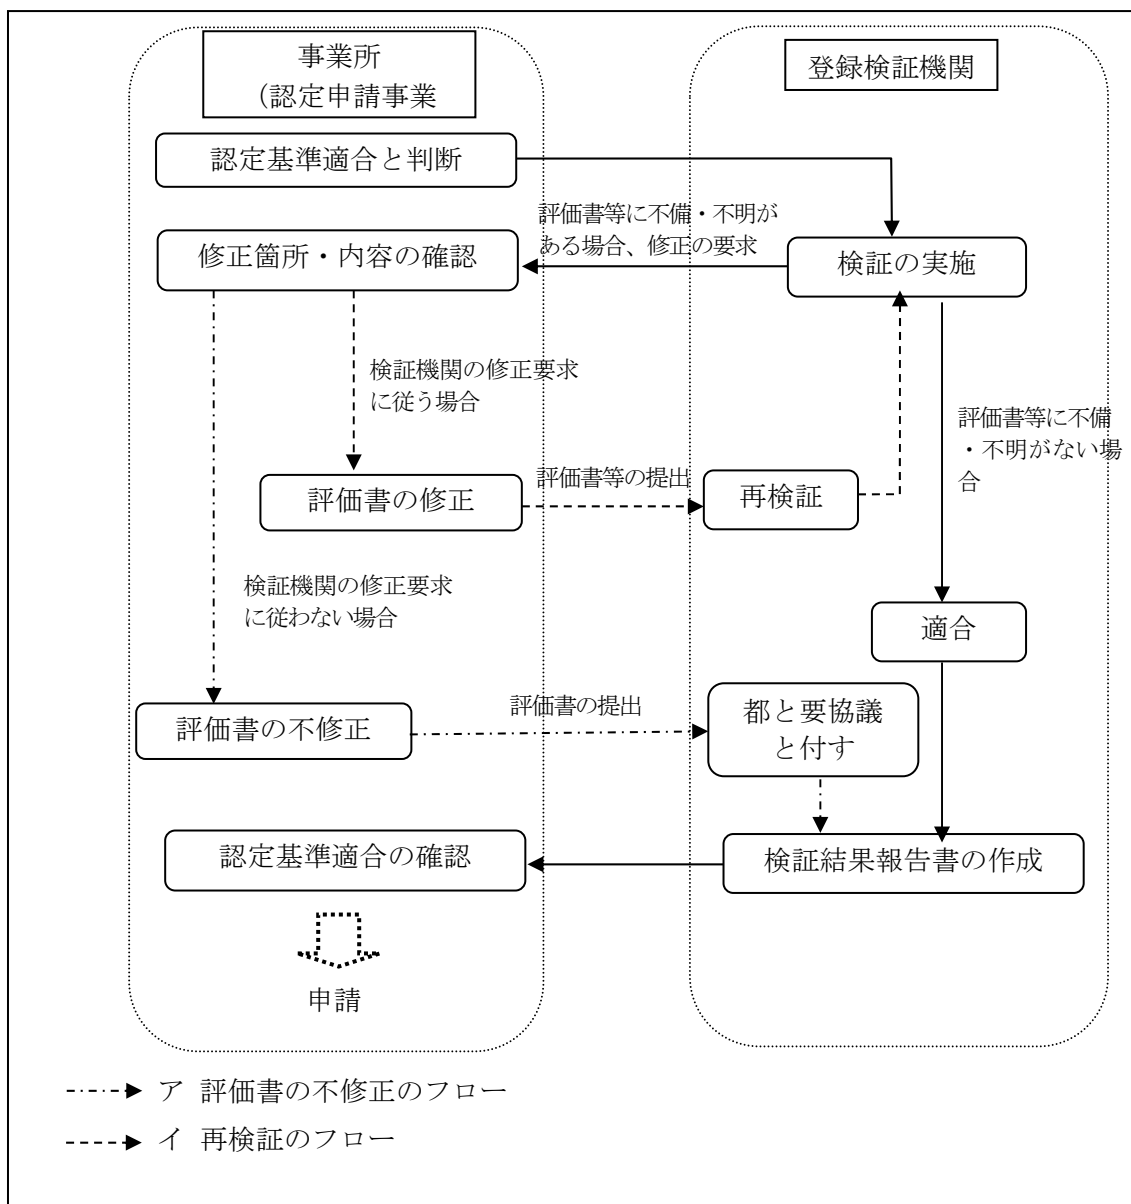 事業所
（認定申請事業
登録検証機関
認定基準適合と判断
評価書等に不備・不明が
ある場合、修正の要求
修正箇所・内容の確認
検証の実施
検証機関の修正要求
に従う場合
評価書等に不備
・不明がない場
合
評価書の修正
評価書等の提出
再検証
検証機関の修正要求
に従わない場合
適合
評価書の不修正
評価書の提出
都と要協議
と付す
認定基準適合の確認
検証結果報告書の作成
申請
ア 評価書の不修正のフロー
イ 再検証のフロー